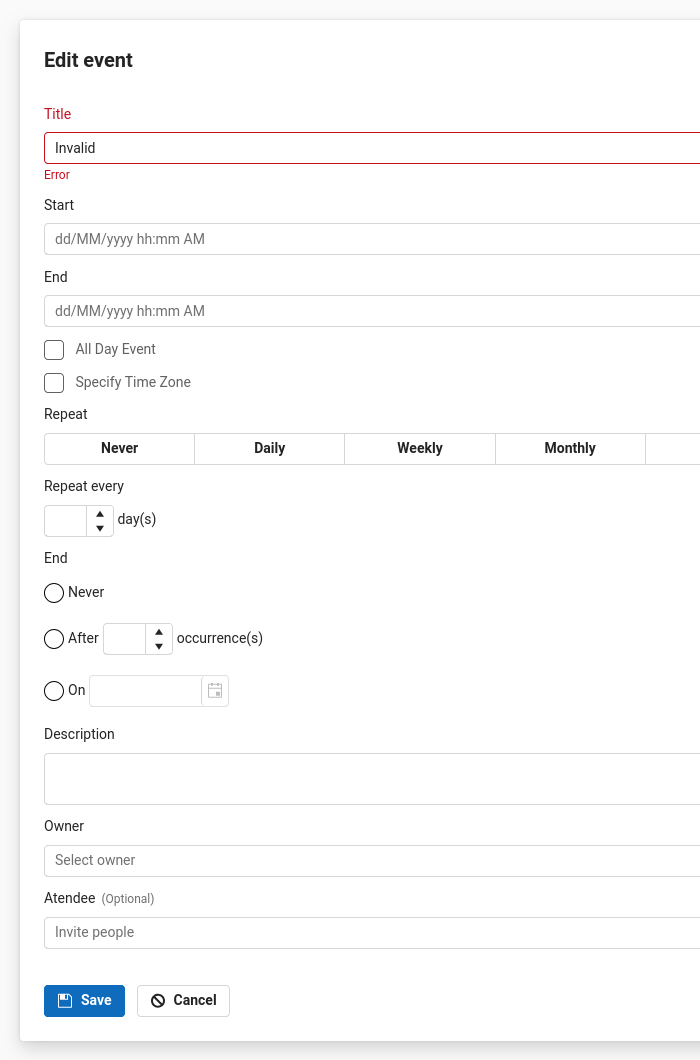 Edit event
Title
Invalid
Error
Start
dd/MM/yyyy hh:mm AM
End
dd/MM/yyyy hh:mm AM
All Day Event
Specify Time Zone
Repeat
Never Daily Weekly Monthly
Repeat every
day(s)
End
Never
After occurrence(s)
On
Description
Owner
Select owner
Atendee (Optional)
Invite people
Save Cancel